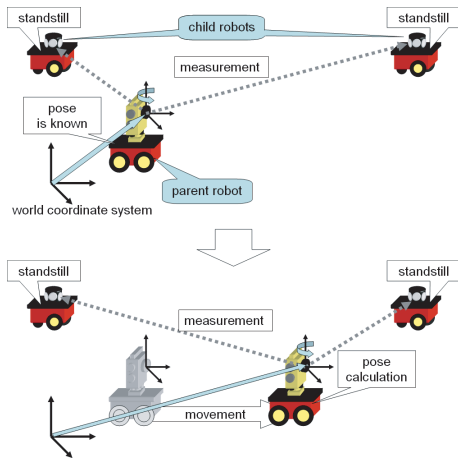 standstill
child robots
standstill
measurement
pose
is known
parent robot
world coordinate system
standstill
standstill
measurement
pose
calculation
movement